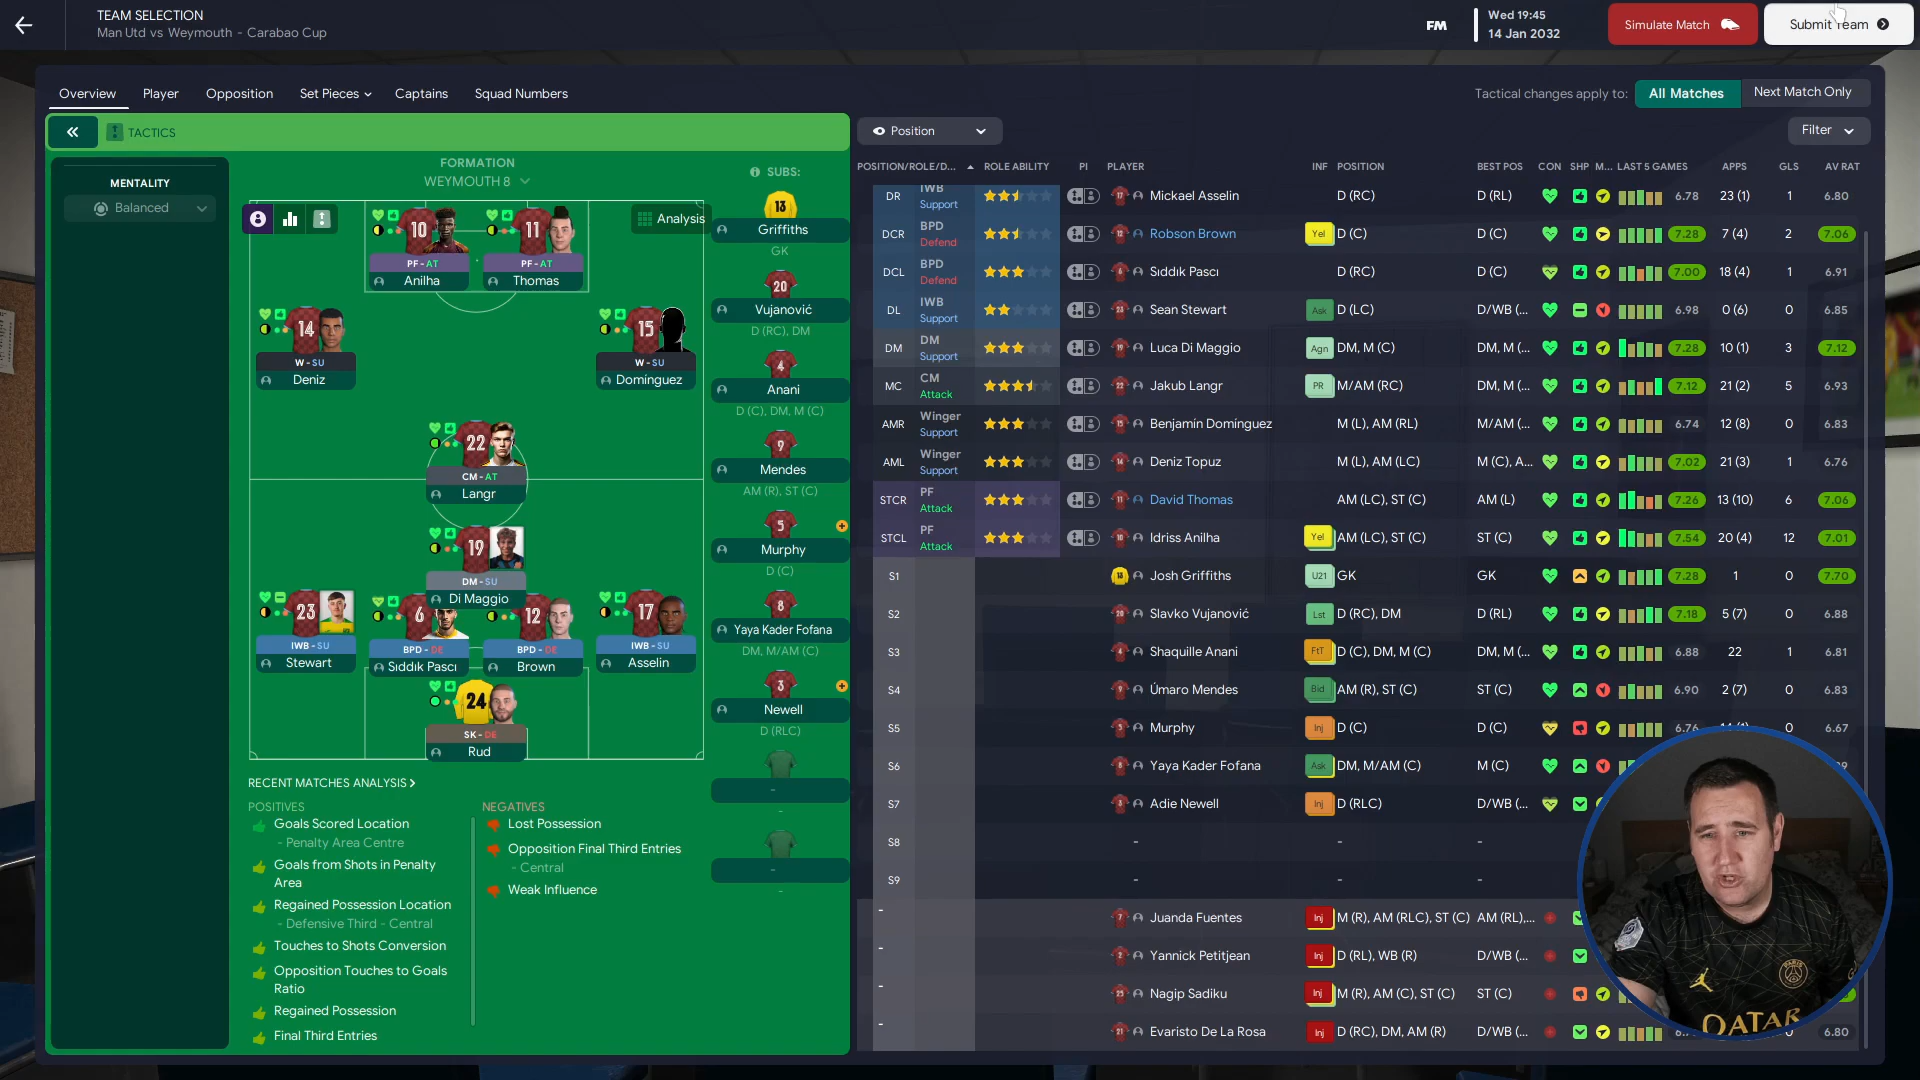 TEAM SELECTION
Man Utd vs Weymouth - Carabao Cup
FM
Wed 19:45
14 Jan 2032
Simulate Match
Submit Team
Overview
Player
Opposition
Set Pieces
Captains
Squad Numbers
Tactical changes apply to:
All Matches
Next Match Only
TACTICS
Position
Filter
MENTALITY
Balanced
FORMATION
WEYMOUTH 8
Analysis
10
PF - AT
Anilha
11
PF - AT
Thomas
14
W - SU
Deniz
15
W - SU
Domínguez
22
CM - AT
Langr
19
DM - SU
Di Maggio
23
IWB - SU
Stewart
6
BPD - DE
Sıddık Pascı
12
BPD - DE
Brown
17
IWB - SU
Asselin
24
SK - DE
Rud
SUBS:
13
Griffiths
GK
20
Vujanović
D (RC), DM
4
Anani
D (C), DM, M (C)
9
Mendes
AM (R), ST (C)
5
Murphy
D (C)
8
Yaya Kader Fofana
DM, M/AM (C)
3
Newell
D (RLC)
-
-
-
-
RECENT MATCHES ANALYSIS
POSITIVES
Goals Scored Location
- Penalty Area Centre
Goals from Shots in Penalty
Area
Regained Possession Location
- Defensive Third - Central
Touches to Shots Conversion
Opposition Touches to Goals
Ratio
Regained Possession
Final Third Entries
NEGATIVES
Lost Possession
Opposition Final Third Entries
- Central
Weak Influence
POSITION/ROLE/D... ROLE ABILITY PI PLAYER INF POSITION BEST POS CON SHP M... LAST 5 GAMES APPS GLS AV RAT
DR IWB Support Mickael Asselin D (RC) D (RL) 6.78 23 (1) 1 6.80
DCR BPD Defend Robson Brown Yel D (C) D (C) 7.28 7 (4) 2 7.06
DCL BPD Defend Sıddık Pascı D (RC) D (C) 7.00 18 (4) 1 6.91
DL IWB Support Sean Stewart Ask D (LC) D/WB (... 6.98 0 (6) 0 6.85
DM DM Support Luca Di Maggio Agn DM, M (C) DM, M (... 7.28 10 (1) 3 7.12
MC CM Attack Jakub Langr PR M/AM (RC) DM, M (... 7.12 21 (2) 5 6.93
AMR Winger Support Benjamín Domínguez M (L), AM (RL) M/AM (... 6.74 12 (8) 0 6.83
AML Winger Support Deniz Topuz M (L), AM (LC) M (C), A... 7.02 21 (3) 1 6.76
STCR PF Attack David Thomas AM (LC), ST (C) AM (L) 7.26 13 (10) 6 7.06
STCL PF Attack Idriss Anilha Yel AM (LC), ST (C) ST (C) 7.54 20 (4) 12 7.01
S1 Josh Griffiths U21 GK GK 7.28 1 0 7.70
S2 Slavko Vujanović Lst D (RC), DM D (RL) 7.18 5 (7) 0 6.88
S3 Shaquille Anani FtT D (C), DM, M (C) DM, M (... 6.88 22 1 6.81
S4 Úmaro Mendes Bid AM (R), ST (C) ST (C) 6.90 2 (7) 0 6.83
S5 Murphy Inj D (C) D (C) 6.76 0 6.67
S6 Yaya Kader Fofana Ask DM, M/AM (C) M (C)
S7 Adie Newell Inj D (RLC) D/WB (...
S8 - - -
S9 - - -
- Juanda Fuentes Inj M (R), AM (RLC), ST (C) AM (RL),...
- Yannick Petitjean Inj D (RL), WB (R) D/WB (...
- Nagip Sadiku Inj M (R), AM (C), ST (C) ST (C)
- Evaristo De La Rosa Inj D (RC), DM, AM (R) D/WB (... 6.80
QATAR